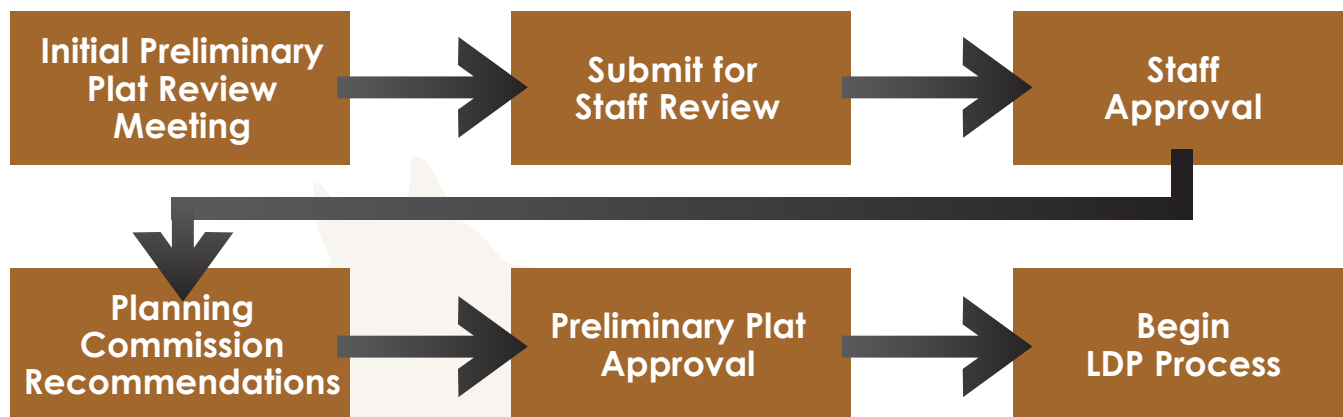 Initial Preliminary
Plat Review
Meeting
Submit for
Staff Review
Staff
Approval
Planning
Commission
Recommendations
Preliminary Plat
Approval
Begin
LDP Process